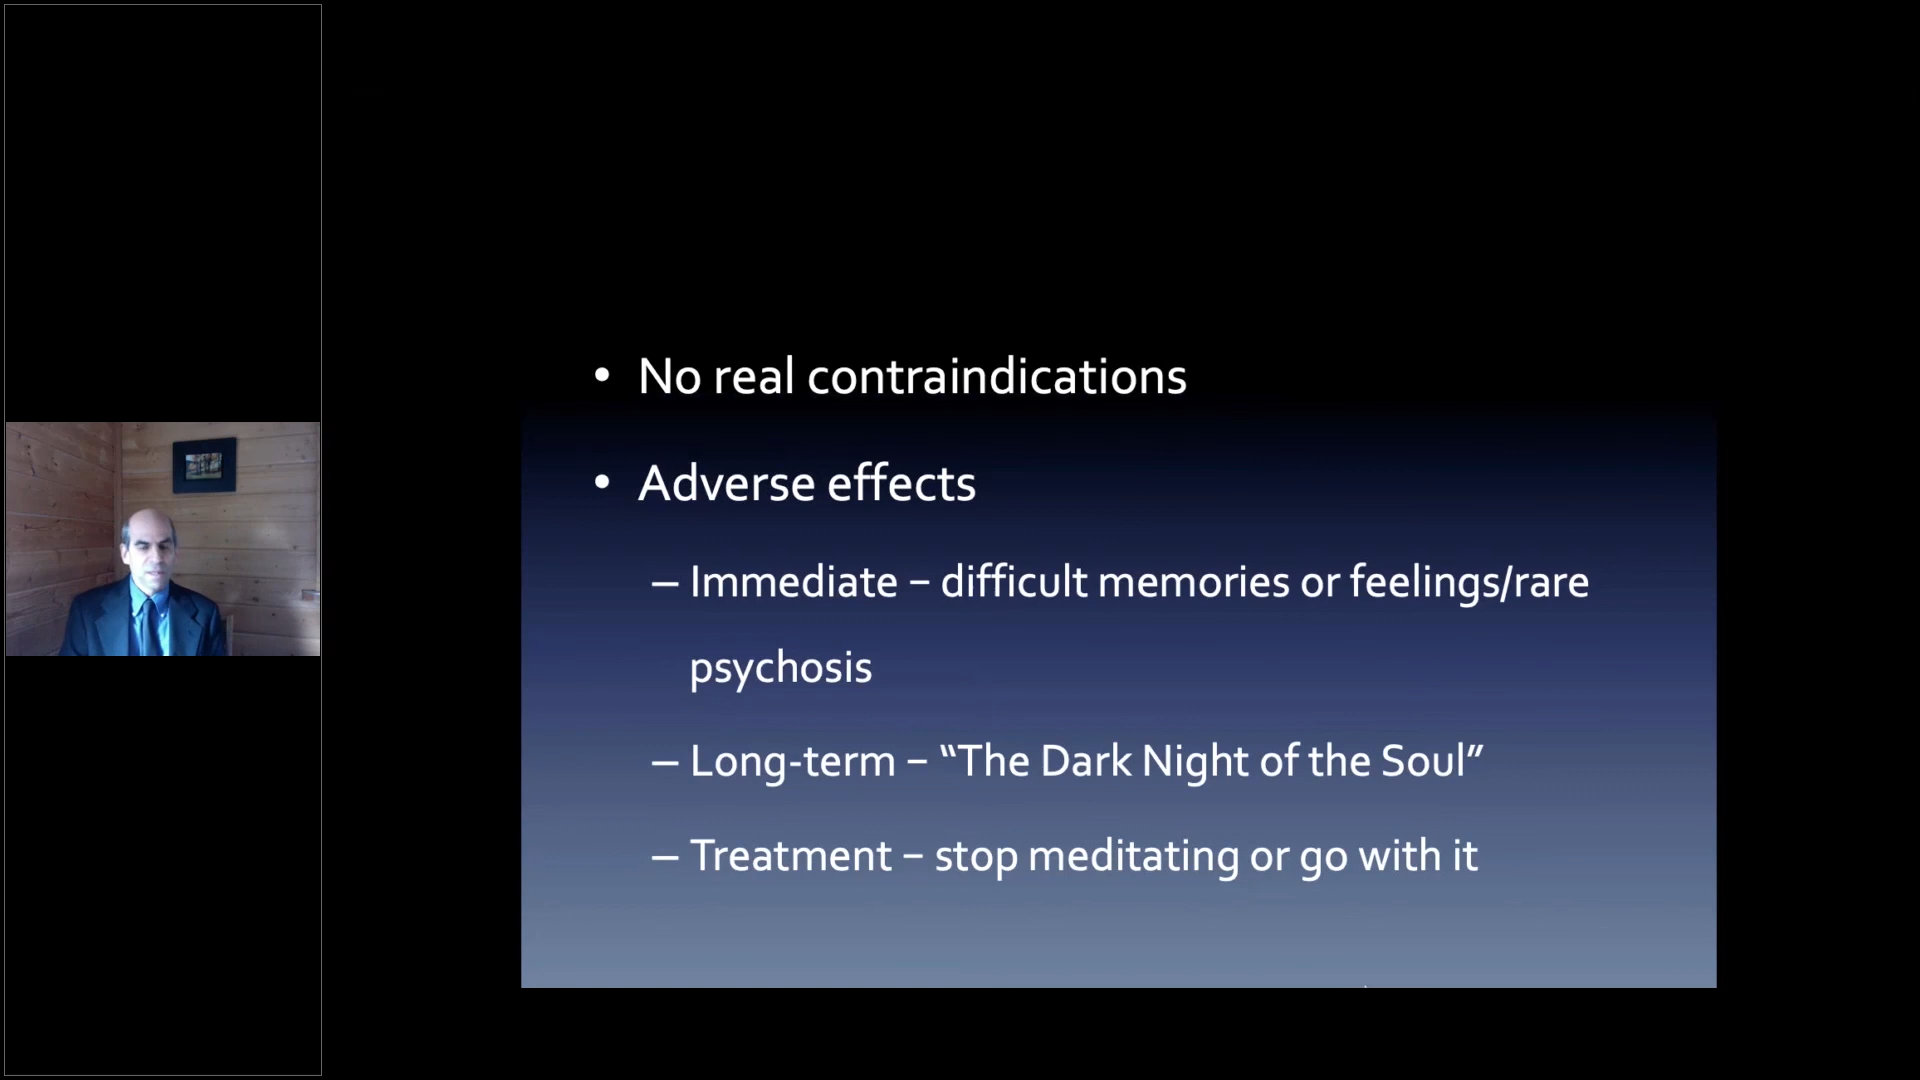 • No real contraindications
• Adverse effects
– Immediate – difficult memories or feelings/rare
psychosis
– Long-term – “The Dark Night of the Soul”
– Treatment – stop meditating or go with it